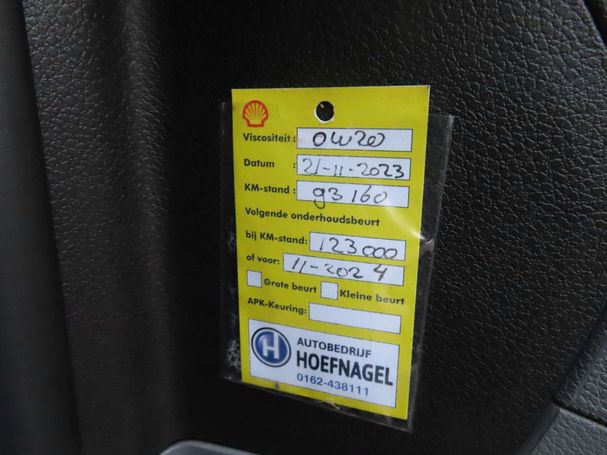 Viscositeit: 0W20
Datum : 21-11-2023
KM-stand: 93160
Volgende onderhoudsbeurt
bij KM-stand: 123000
of voor: 11-2024
Grote beurt Kleine beurt
APK-Keuring:
H AUTOBEDRIJF
HOEFNAGEL
0162-438111